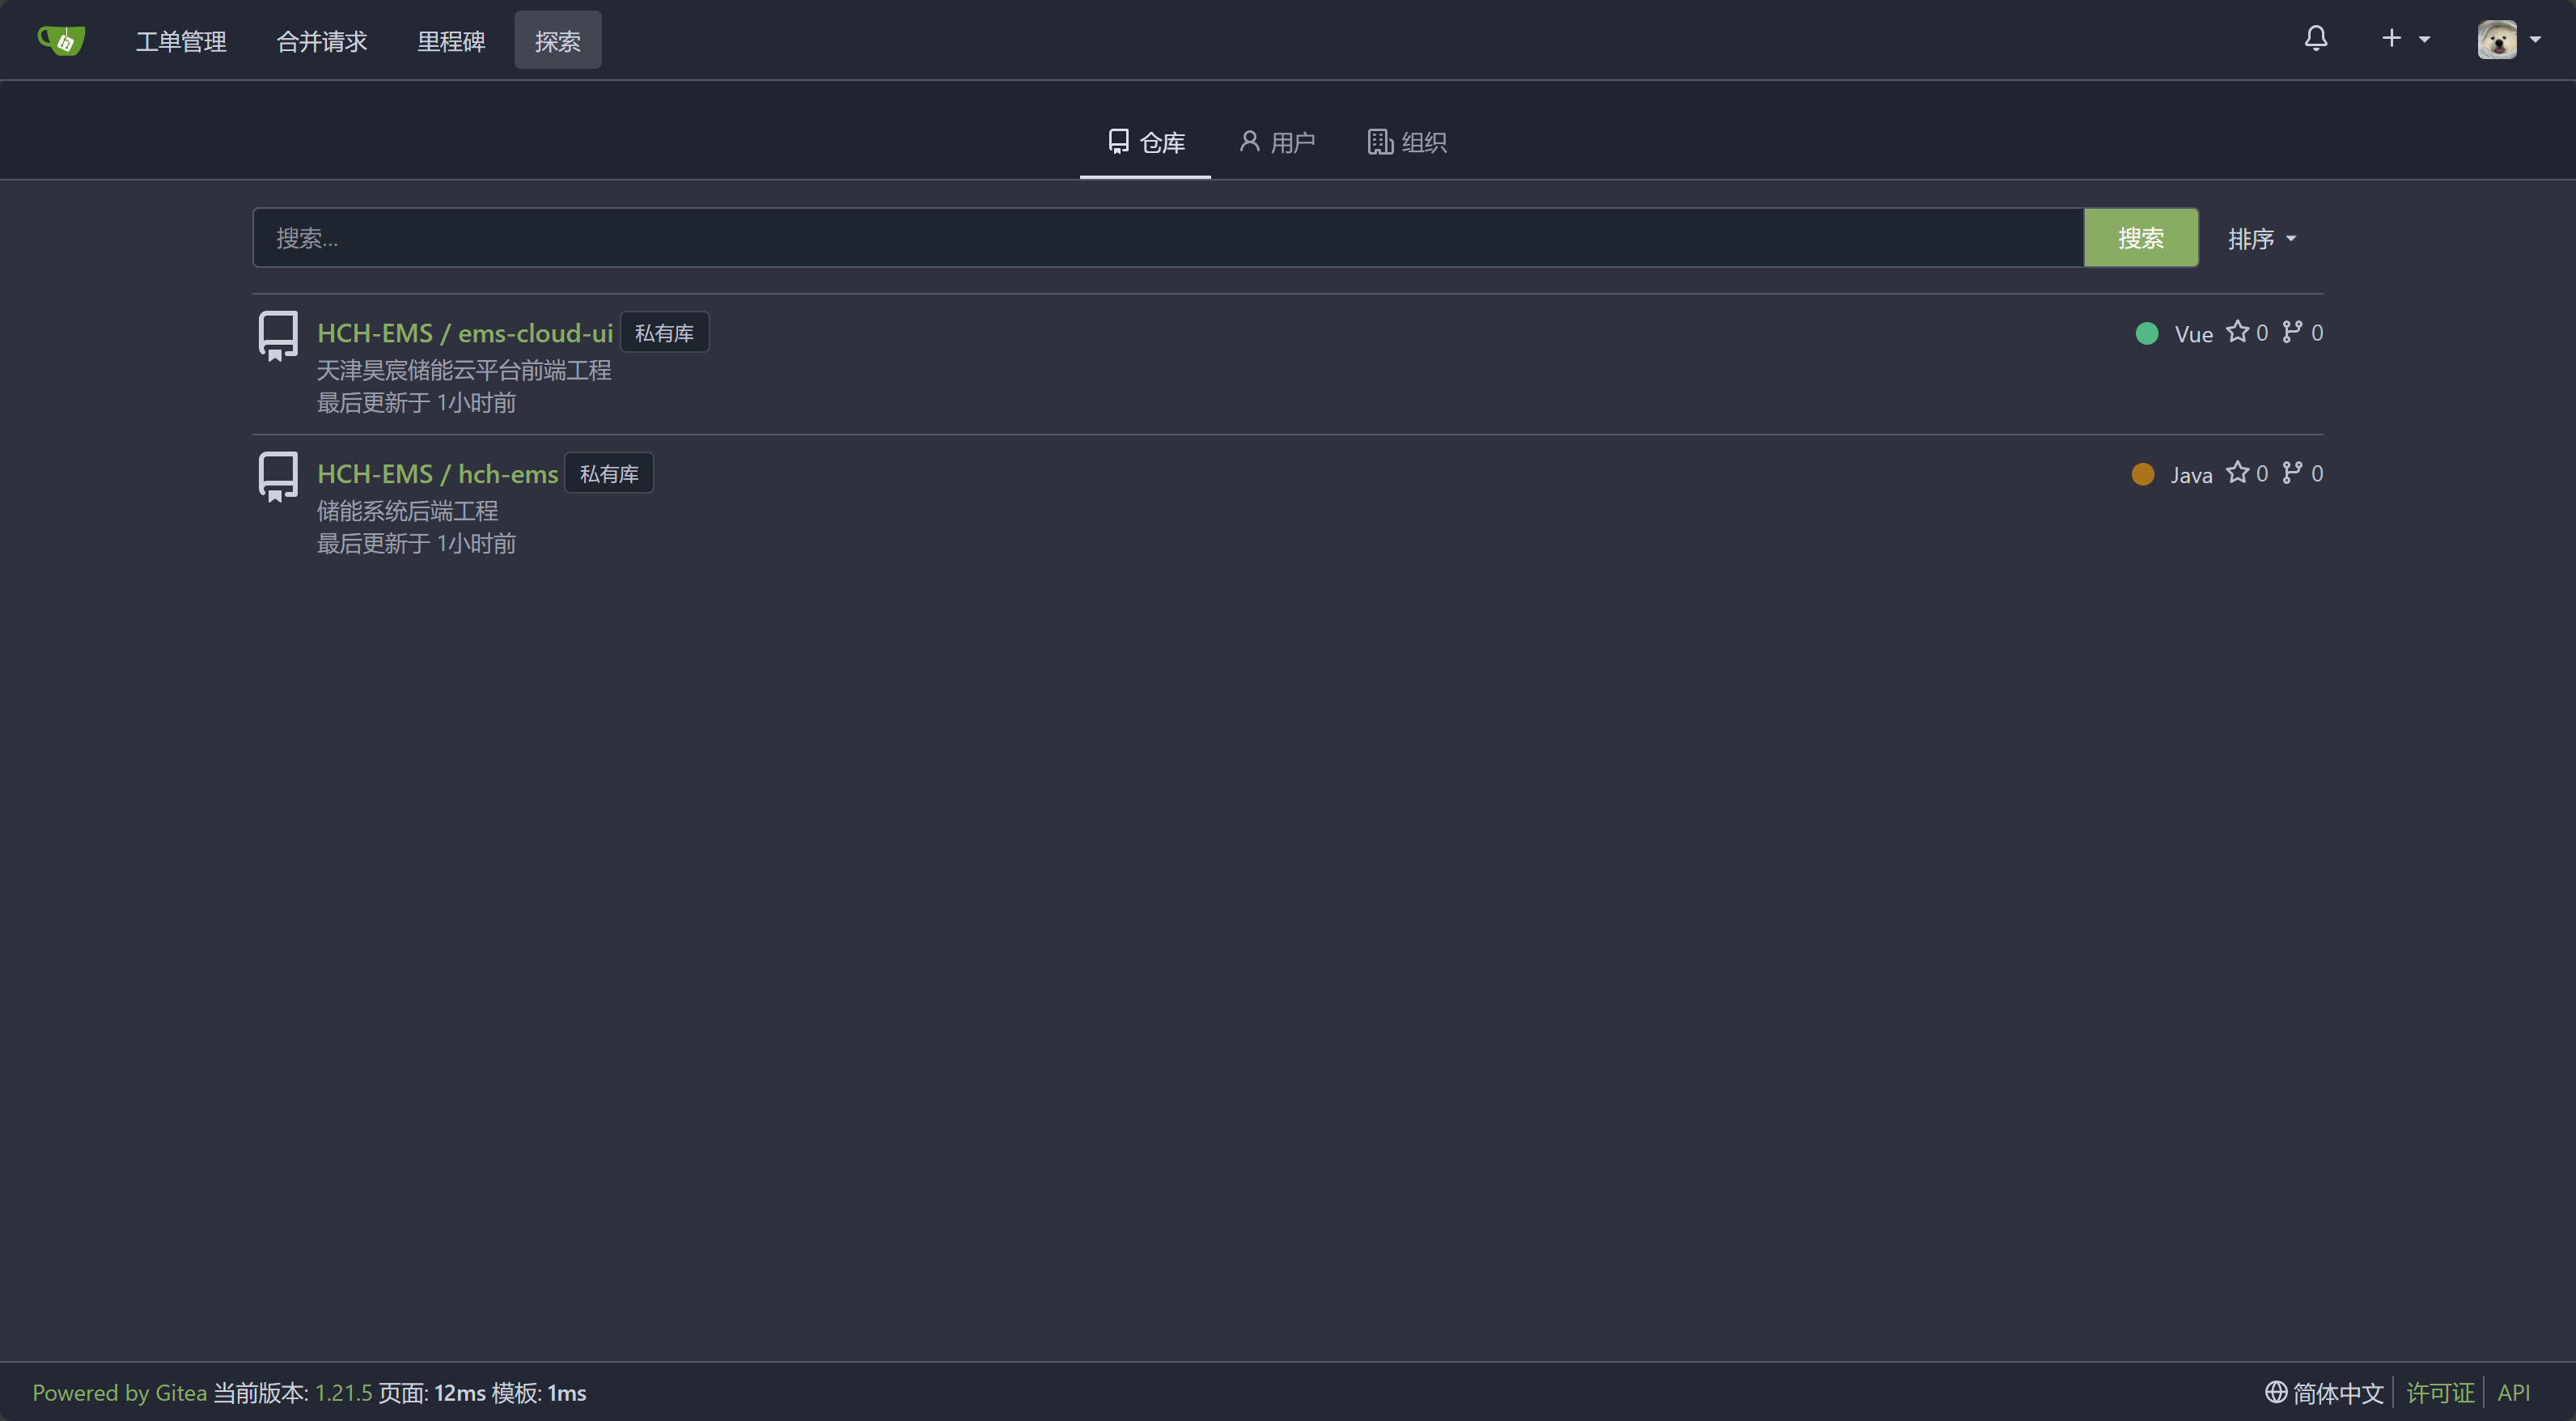 工单管理 合并请求 里程碑 探索
仓库 用户 组织
搜索... 搜索 排序
HCH-EMS / ems-cloud-ui 私有库 Vue 0 0
天津昊宸储能云平台前端工程
最后更新于 1小时前
HCH-EMS / hch-ems 私有库 Java 0 0
储能系统后端工程
最后更新于 1小时前
Powered by Gitea 当前版本: 1.21.5 页面: 12ms 模板: 1ms 简体中文 许可证 API